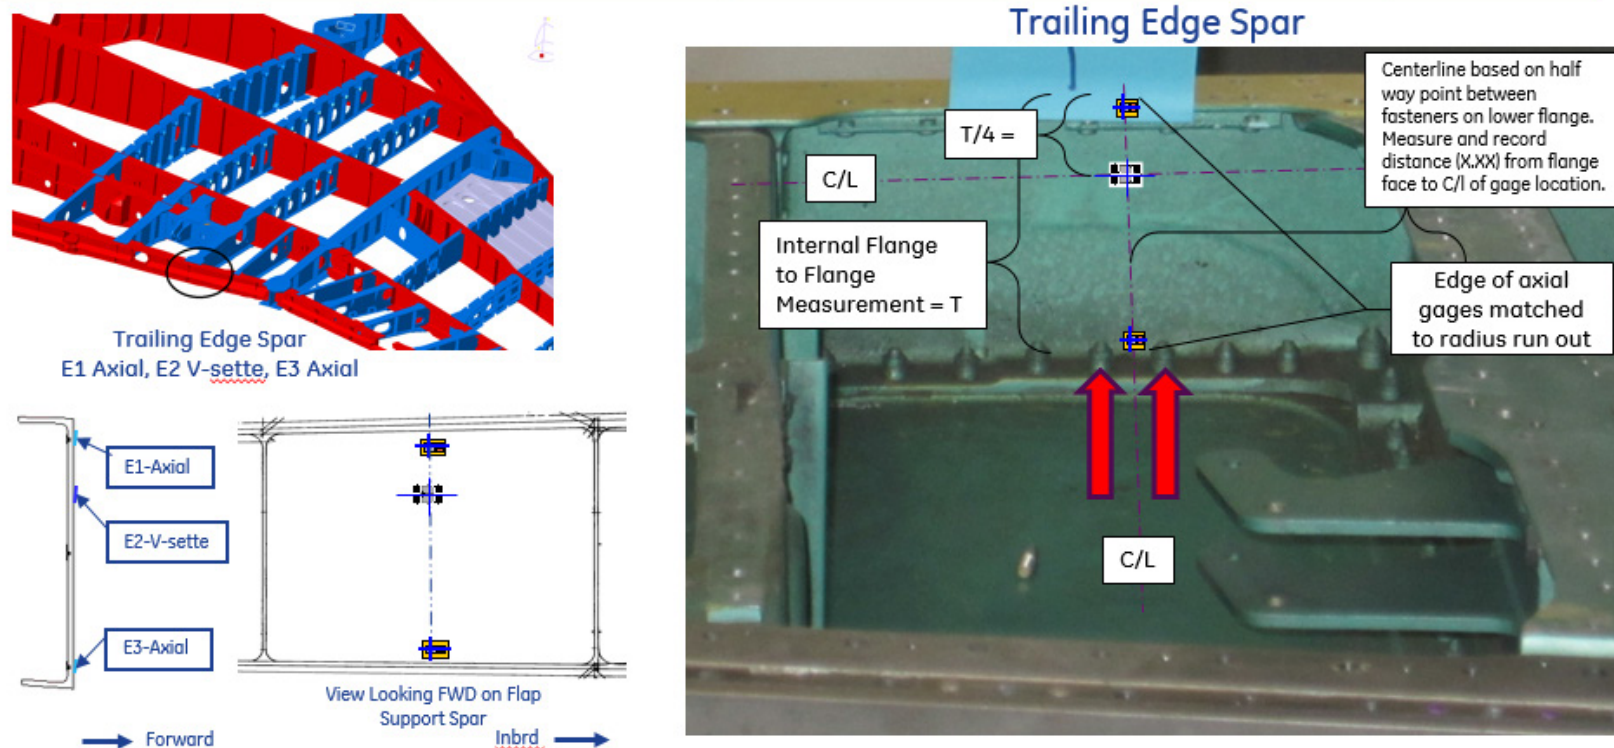 Trailing Edge Spar
E1 Axial, E2 V-sette, E3 Axial
E1-Axial
E2-V-sette
E3-Axial
View Looking FWD on Flap
Support Spar
Forward
Inbrd
Trailing Edge Spar
T/4 =
C/L
Internal Flange
to Flange
Measurement = T
Centerline based on half
way point between
fasteners on lower flange.
Measure and record
distance (X.XX) from flange
face to C/l of gage location.
Edge of axial
gages matched
to radius run out
C/L